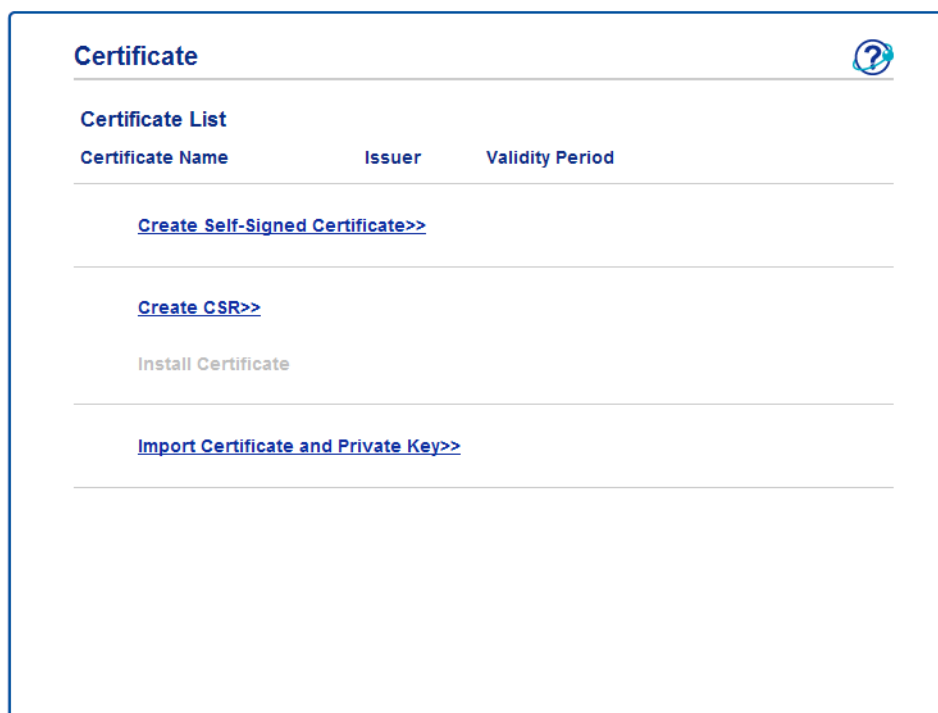 Certificate
?
Certificate List
Certificate Name Issuer Validity Period
Create Self-Signed Certificate>>
Create CSR>>
Install Certificate
Import Certificate and Private Key>>